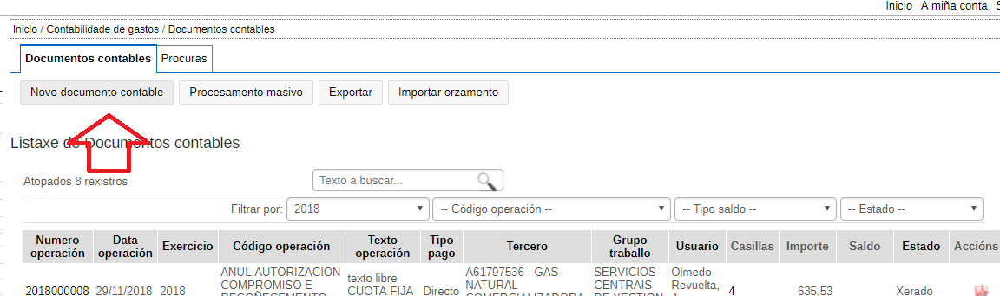 Inicio A miña conta S
Inicio / Contabilidade de gastos / Documentos contables
Documentos contables Procuras
Novo documento contable Procesamento masivo Exportar Importar orzamento
Listaxe de Documentos contables
Atopados 8 rexistros Texto a buscar...
Filtrar por: 2018 -- Código operación -- -- Tipo saldo -- -- Estado --
Numero operación Data operación Exercicio Código operación Texto operación Tipo pago Tercero Grupo traballo Usuario Casillas Importe Saldo Estado Accións
2018000008 29/11/2018 2018 ANUL.AUTORIZACION COMPROMISO E RECOÑECEMENTO texto libre CUOTA FIJA Directo A61797536 - GAS NATURAL COMERCIALIZADORA SERVICIOS CENTRAIS DE XESTION Olmedo Revuelta, A 4 635,53 Xerado